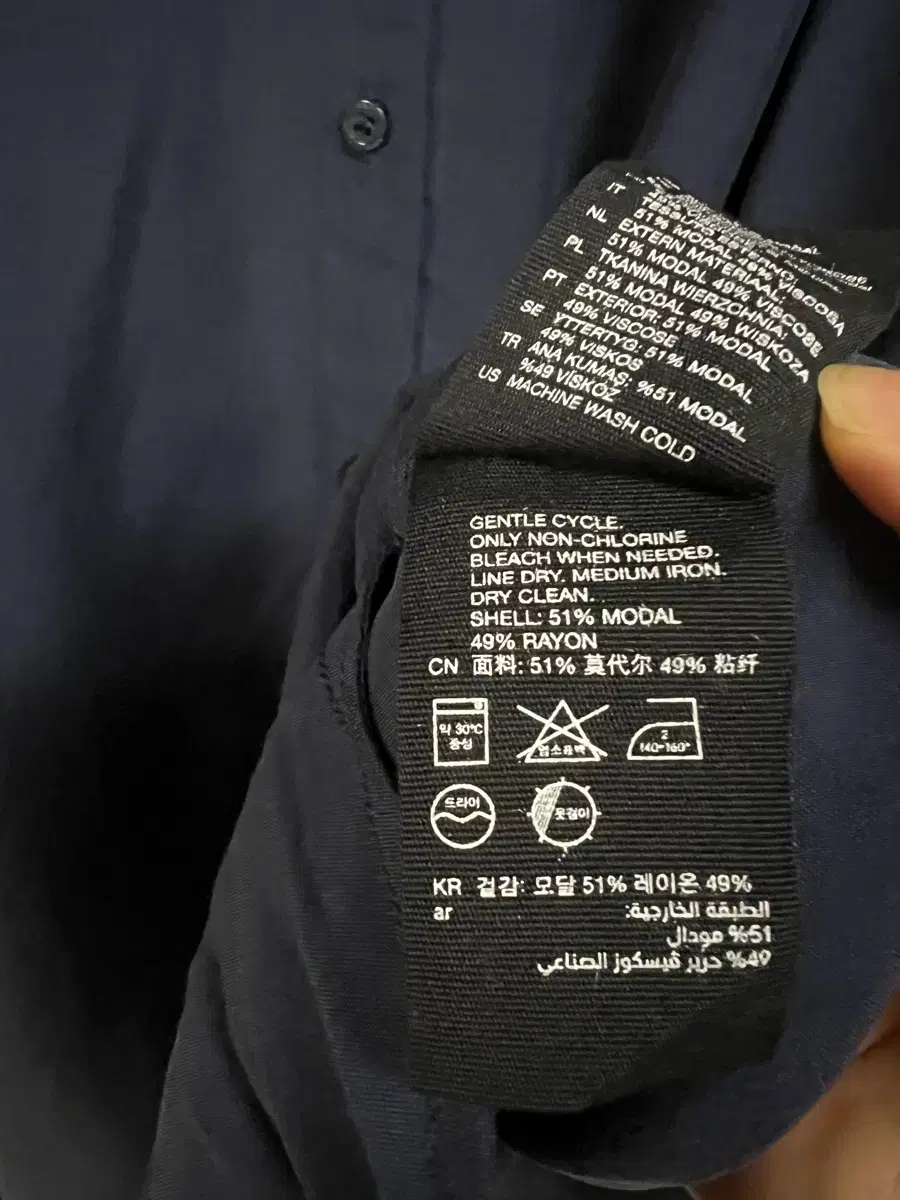 IT
TESSUTO ESTERNO:
51% MODAL 49% VISCOSA
NL EXTERN MATERIAAL:
51% MODAL 49% VISCOSE
PL TKANINA WIERZCHNIA:
51% MODAL 49% WISKOZA
PT EXTERIOR: 51% MODAL
49% VISCOSE
SE YTTERTYG: 51% MODAL
49% VISKOS
TR ANA KUMAŞ: %51 MODAL
%49 VİSKOZ
US MACHINE WASH COLD
GENTLE CYCLE.
ONLY NON-CHLORINE
BLEACH WHEN NEEDED.
LINE DRY. MEDIUM IRON.
DRY CLEAN.
SHELL: 51% MODAL
49% RAYON
CN 面料: 51% 莫代尔 49% 粘纤
약 30°C
중성
염소표백
2
140-160°
드라이
옷걸이
KR 겉감: 모달 51% 레이온 49%
ar الطبقة الخارجية:
%51 مودال
%49 حرير ڤيسكوز الصناعي